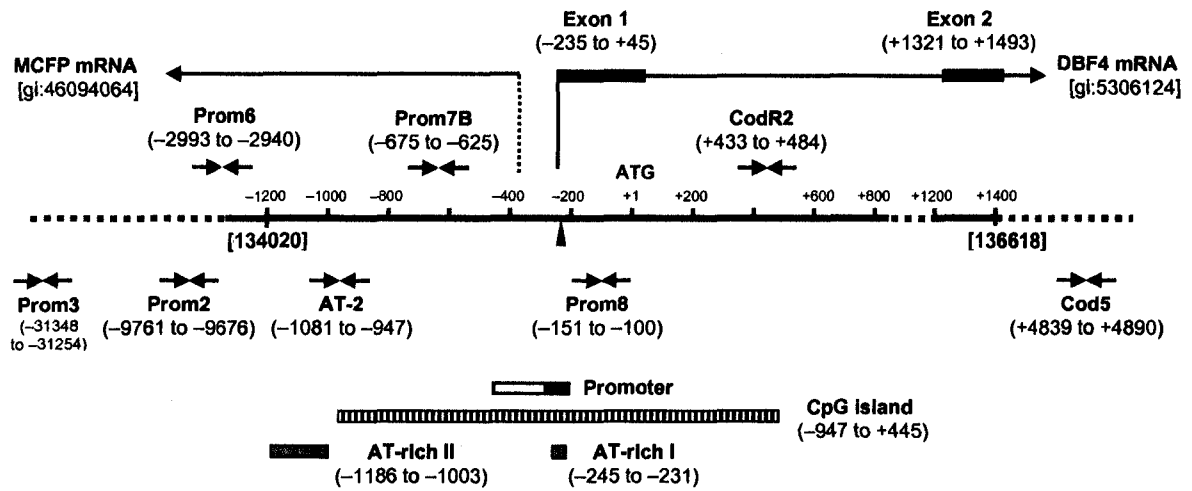 Exon 1
(–235 to +45)
Exon 2
(+1321 to +1493)
MCFP mRNA
[gi:46094064]
DBF4 mRNA
[gi:5306124]
Prom6
(–2993 to –2940)
Prom7B
(–675 to –625)
CodR2
(+433 to +484)
ATG
–1200 –1000 –800 –400 –200 +1 +200 +600 +800 +1200 +1400
[134020]
[136618]
Prom3
(–31348
to –31254)
Prom2
(–9761 to –9676)
AT-2
(–1081 to –947)
Prom8
(–151 to –100)
Cod5
(+4839 to +4890)
Promoter
CpG island
(–947 to +445)
AT-rich II
(–1186 to –1003)
AT-rich I
(–245 to –231)